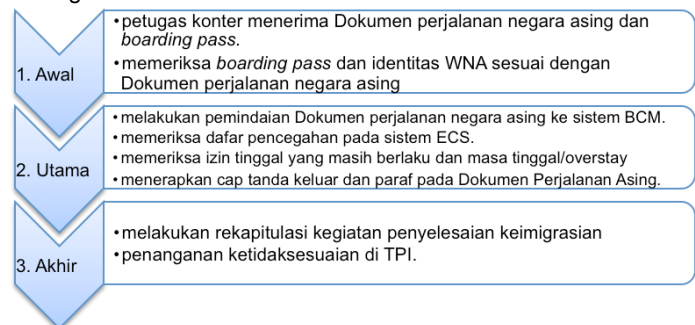 •petugas konter menerima Dokumen perjalanan negara asing dan
boarding pass.
•memeriksa boarding pass dan identitas WNA sesuai dengan
Dokumen perjalanan negara asing
1. Awal
•melakukan pemindaian Dokumen perjalanan negara asing ke sistem BCM.
•memeriksa dafar pencegahan pada sistem ECS.
•memeriksa izin tinggal yang masih berlaku dan masa tinggal/overstay
•menerapkan cap tanda keluar dan paraf pada Dokumen Perjalanan Asing.
2. Utama
•melakukan rekapitulasi kegiatan penyelesaian keimigrasian
•penanganan ketidaksesuaian di TPI.
3. Akhir